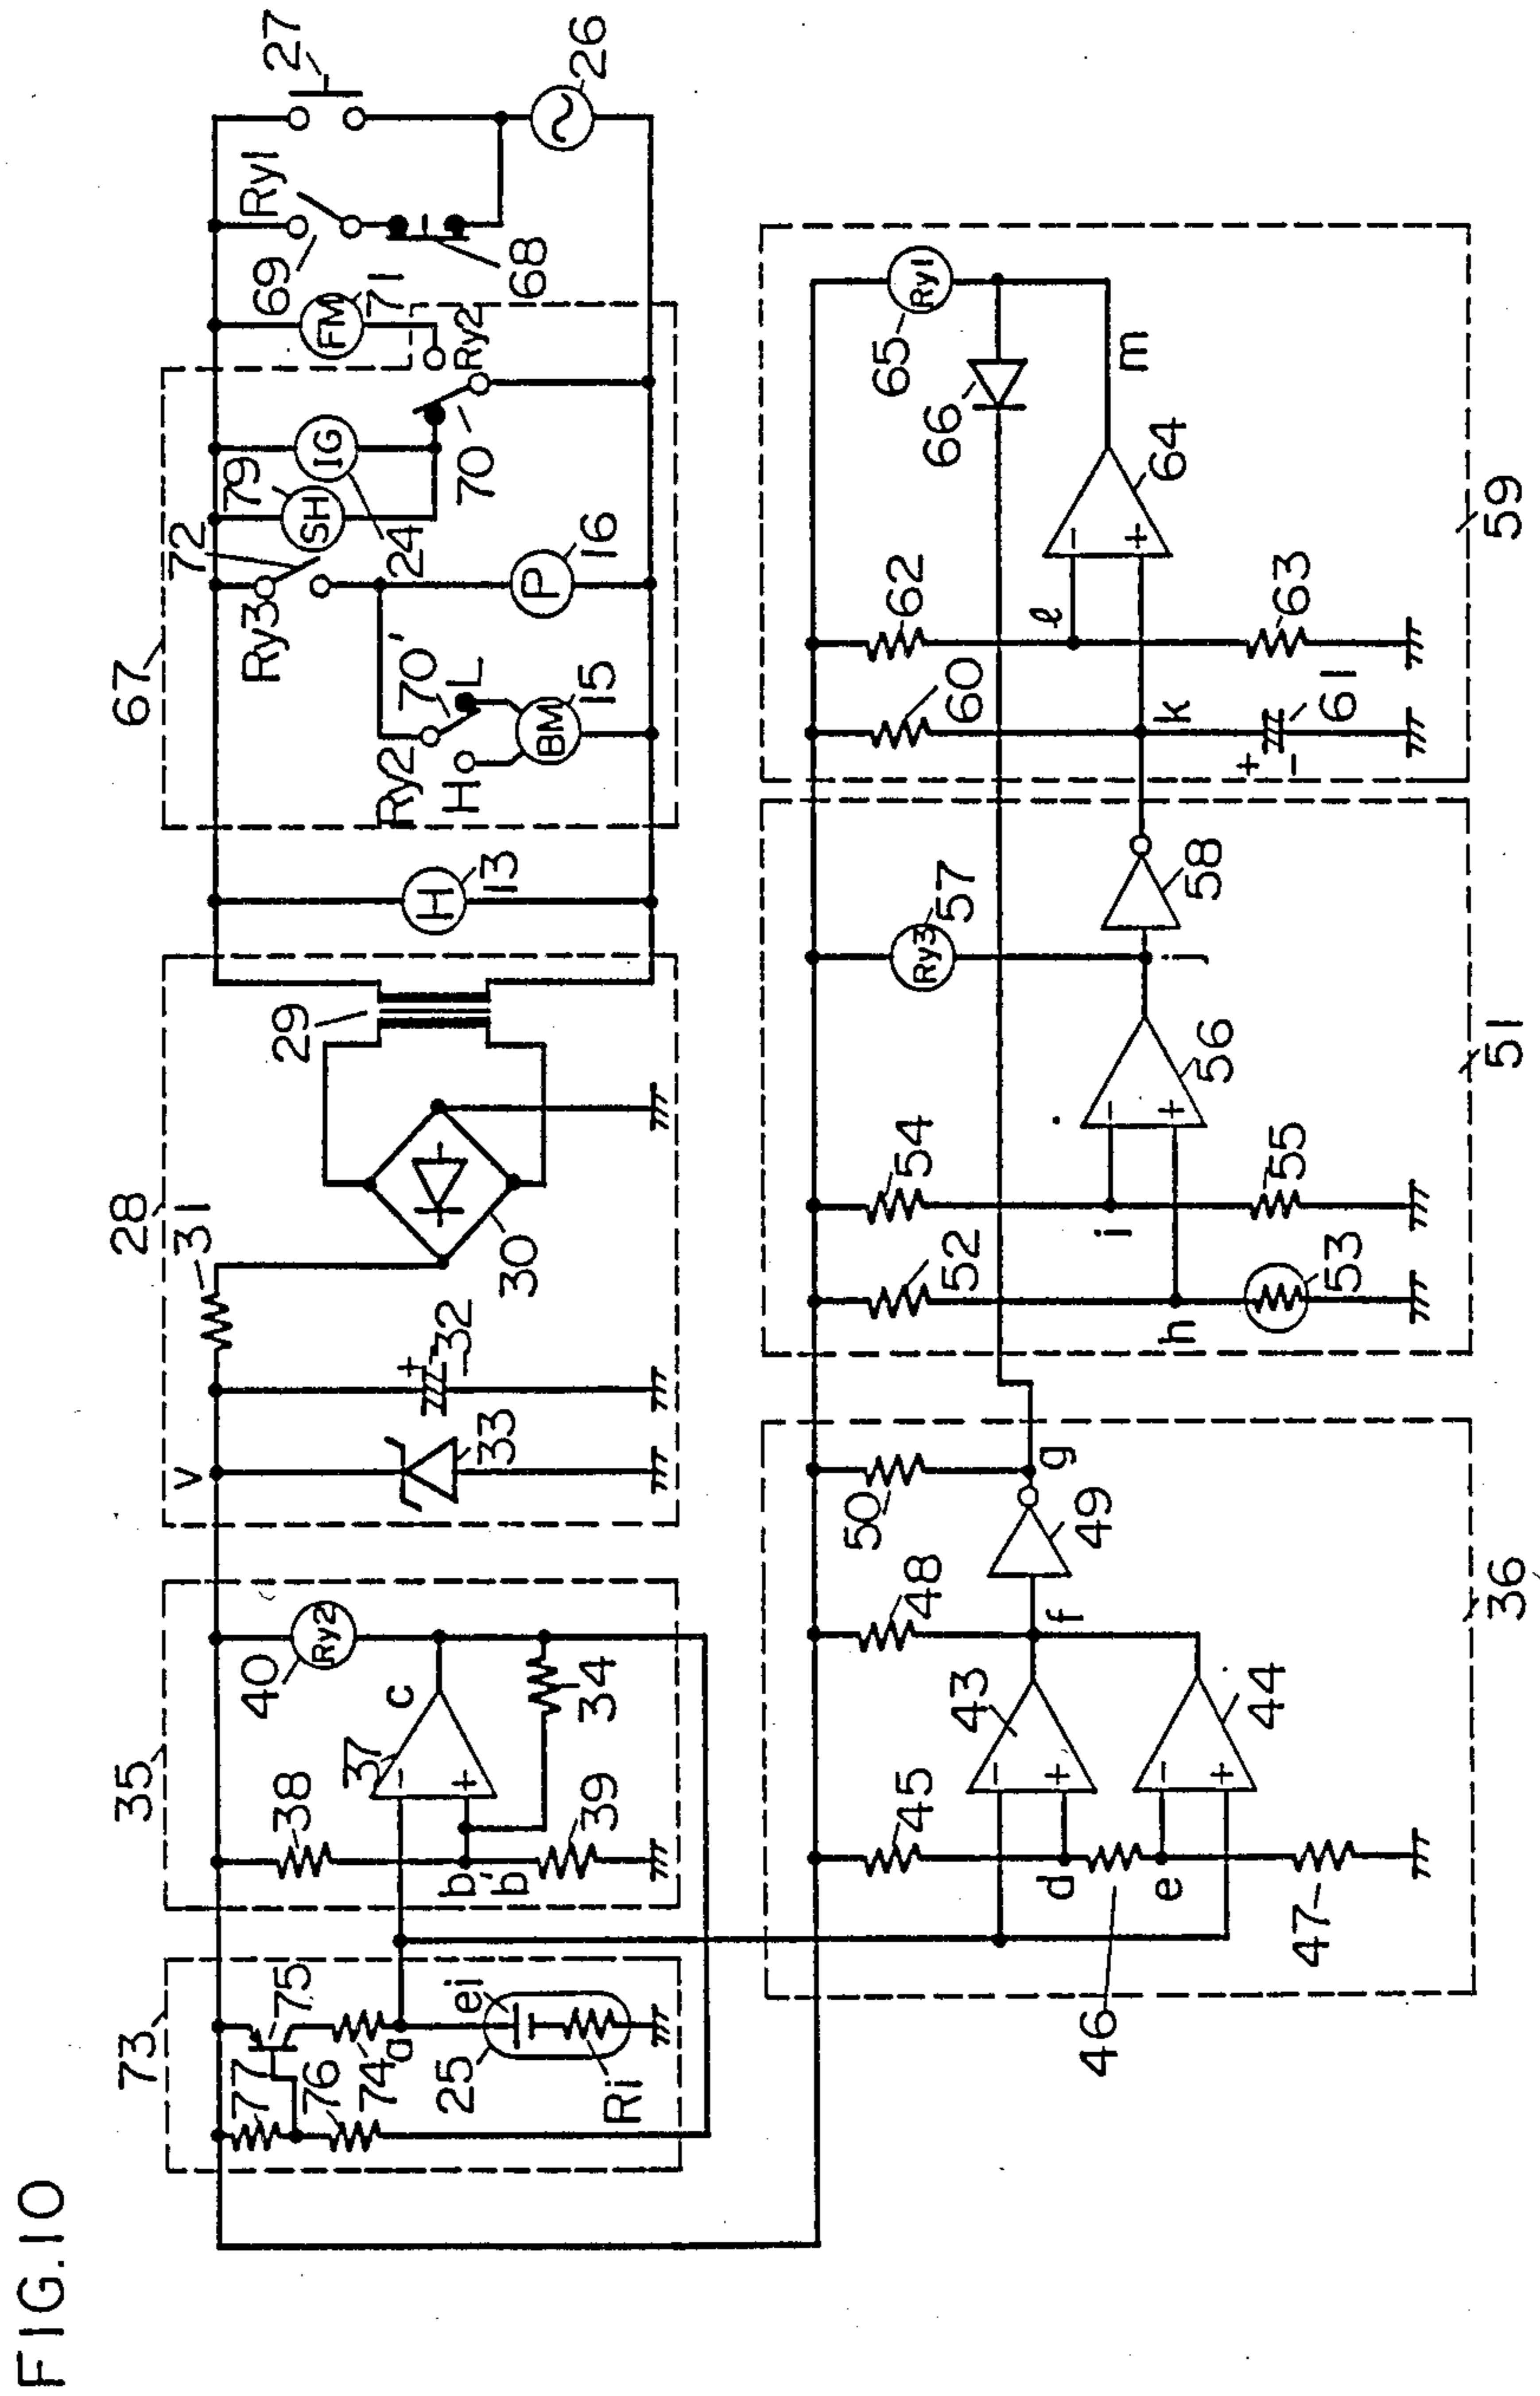 FIG.10
73
77
75
76
74
a
25
ei
Ri
35
38
37
-
+
b
b'
39
40
Ry2
c
34
28
V
33
+
32
31
30
29
H
13
67
Ry3
72
Ry2
70'
H
L
BM
15
P
16
79
SH
24
IG
70
Ry2
FM
71
69
Ry1
68
27
26
36
45
d
46
e
47
43
-
+
44
-
+
48
f
49
50
g
51
52
h
53
54
i
55
-
+
56
Ry3
57
j
58
59
60
k
+
-
61
62
l
63
-
+
64
65
Ry1
66
m